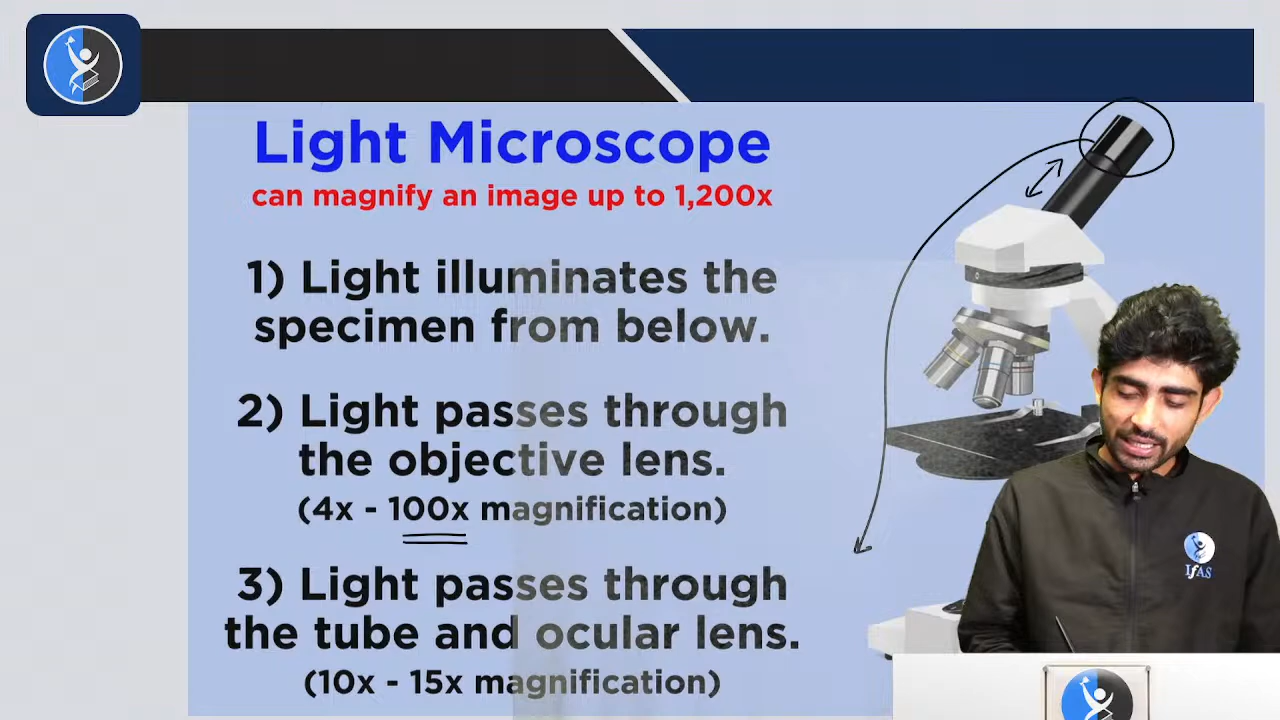 Light Microscope
can magnify an image up to 1,200x
1) Light illuminates the
specimen from below.
2) Light passes through
the objective lens.
(4x - 100x magnification)
3) Light passes through
the tube and ocular lens.
(10x - 15x magnification)
IFAS